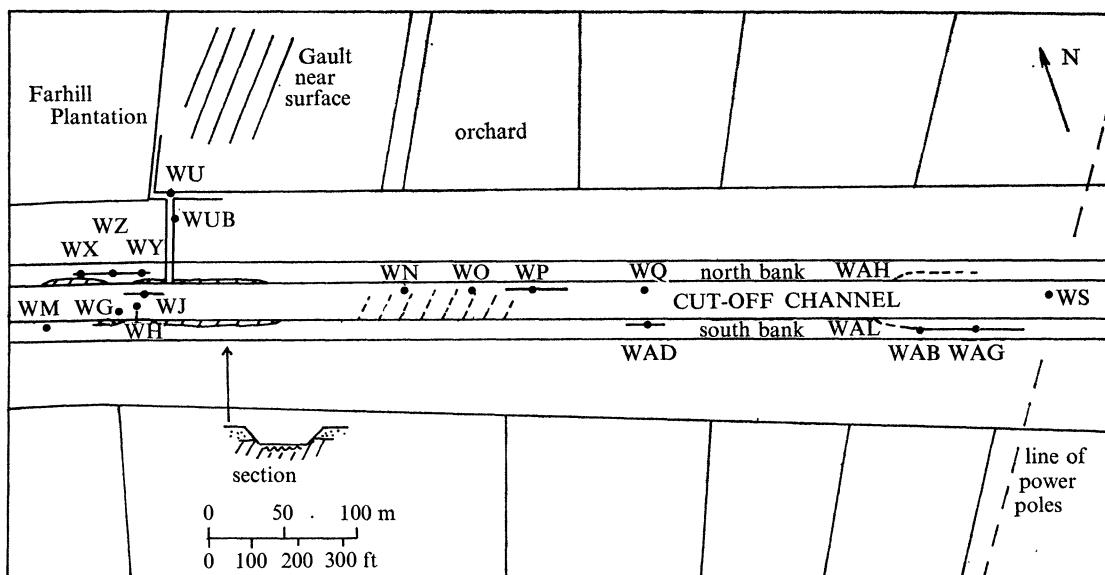 Gault
near
surface
N
Farhill
Plantation
orchard
WU
WUB
WZ
WX WY
WN WO WP WQ north bank WAH
WM WG WJ CUT-OFF CHANNEL WS
WH south bank WAL
WAD WAB WAG
section
line of
power
poles
0 50 100 m
0 100 200 300 ft